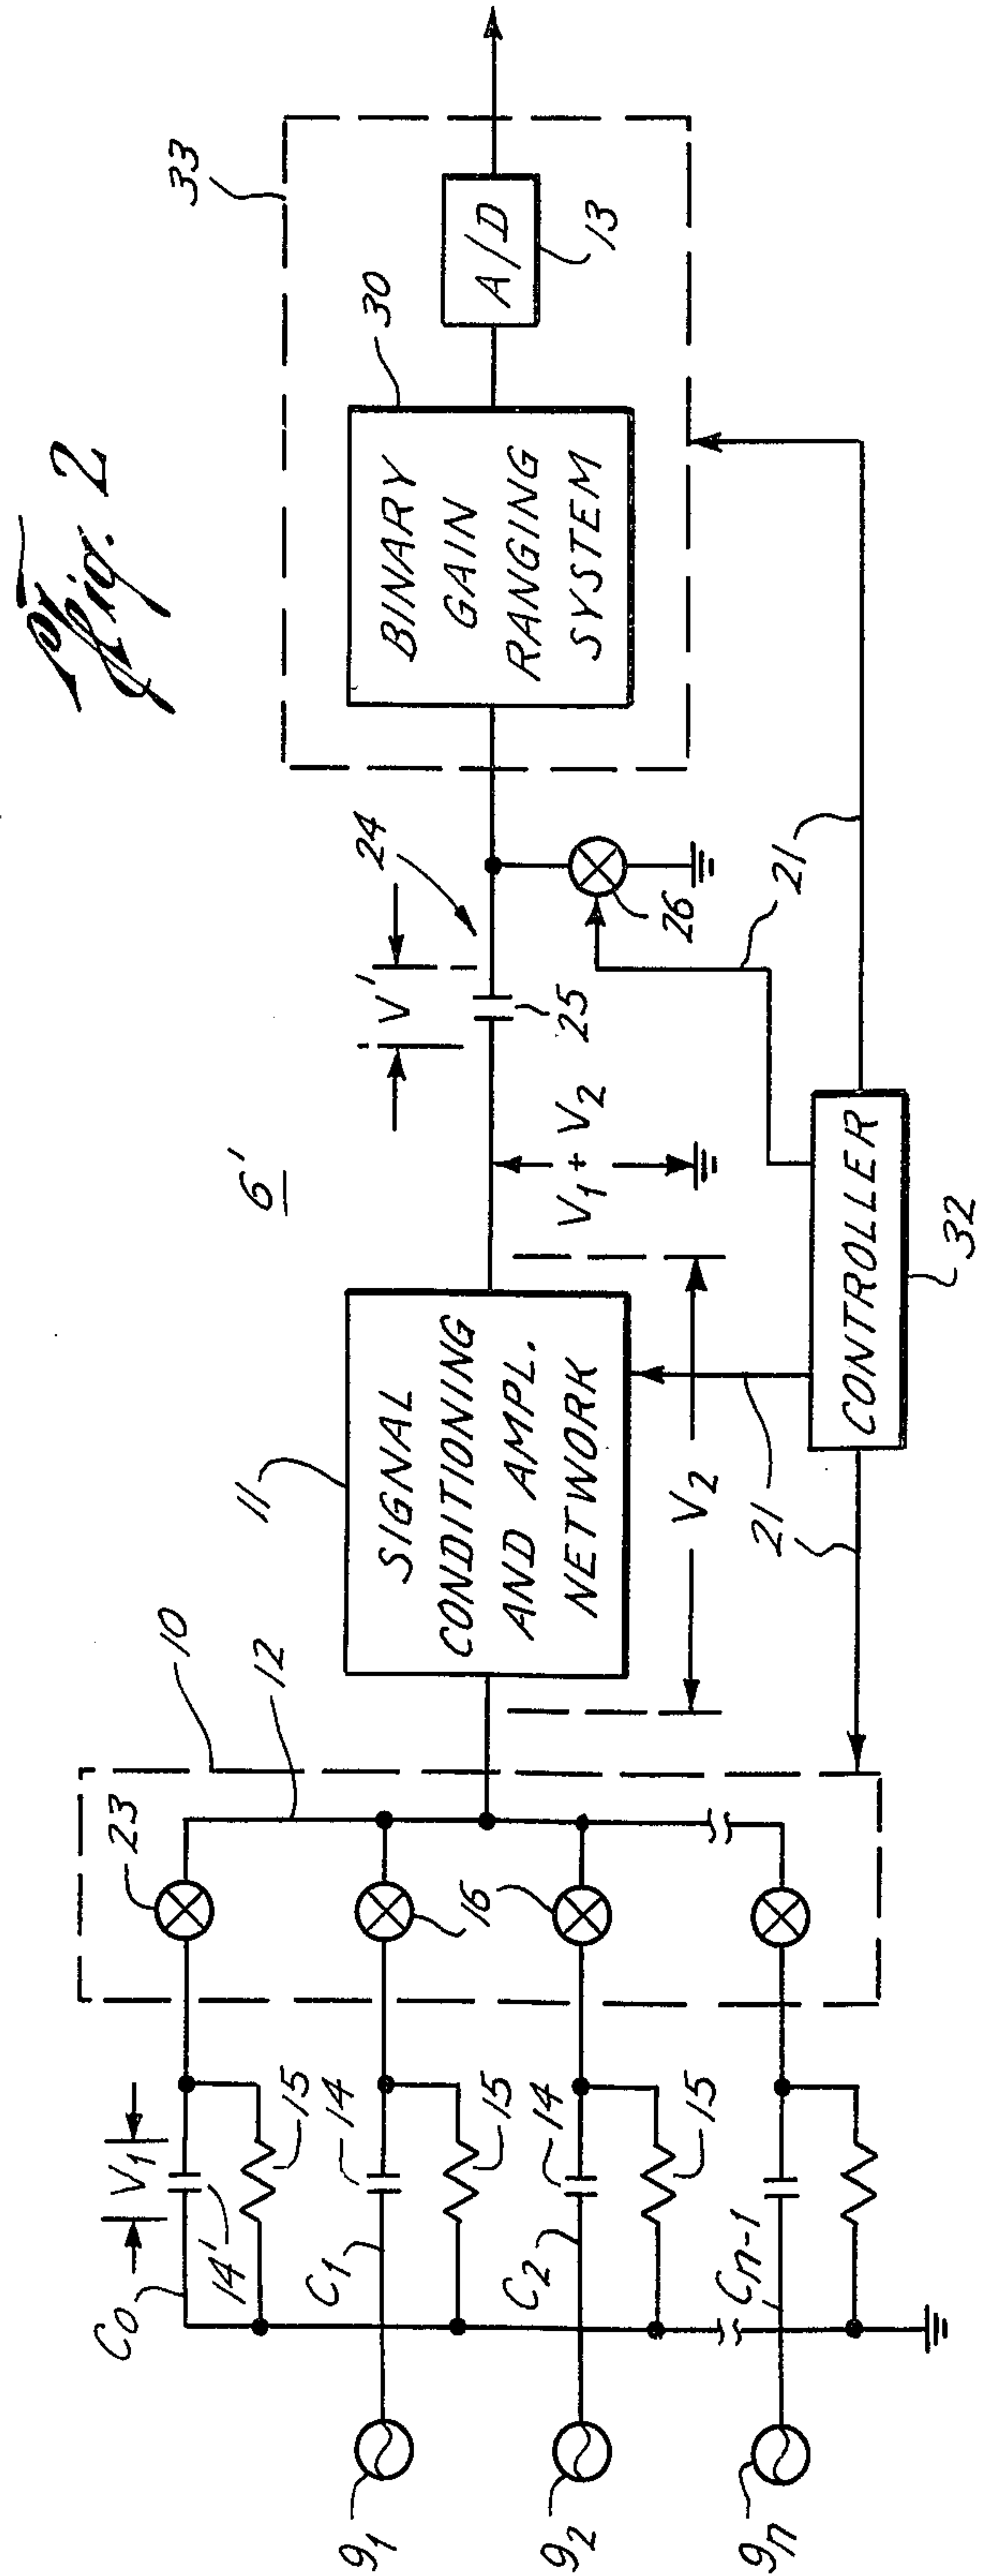 Fig. 2
6'
33
30
BINARY
GAIN
RANGING
SYSTEM
A/D
13
24
V'
25
26
21
21
V1 + V2
11
SIGNAL
CONDITIONING
AND AMPL.
NETWORK
V2
21
21
CONTROLLER
32
10
12
23
16
V1
C0
14'
15
C1
14
15
C2
14
15
Cn-1
91
92
9n